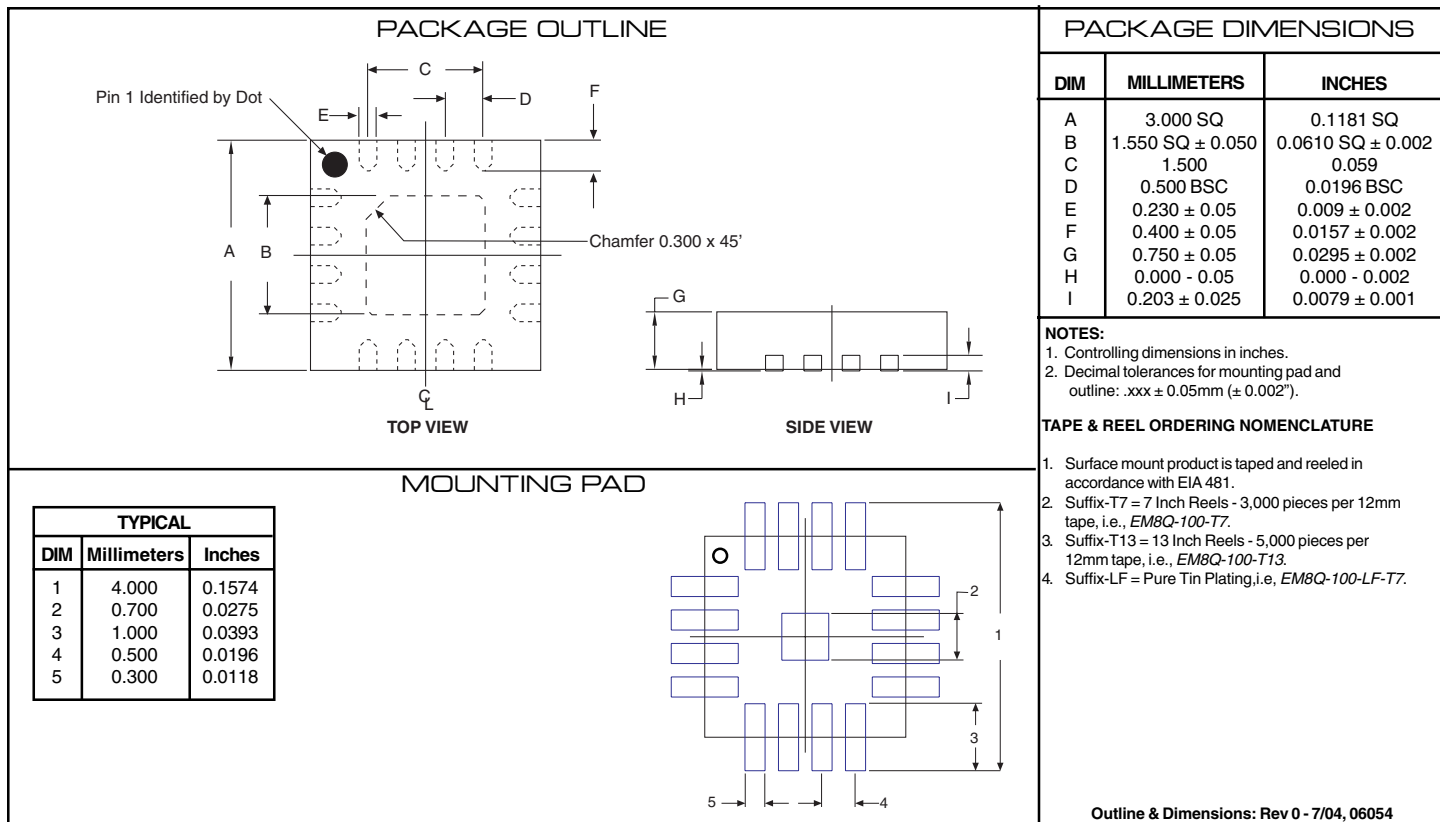 PACKAGE OUTLINE
C
Pin 1 Identified by Dot
D
F
E
A
B
Chamfer 0.300 x 45'
G
CL
H
I
TOP VIEW
SIDE VIEW
PACKAGE DIMENSIONS
DIM MILLIMETERS INCHES
A 3.000 SQ 0.1181 SQ
B 1.550 SQ ± 0.050 0.0610 SQ ± 0.002
C 1.500 0.059
D 0.500 BSC 0.0196 BSC
E 0.230 ± 0.05 0.009 ± 0.002
F 0.400 ± 0.05 0.0157 ± 0.002
G 0.750 ± 0.05 0.0295 ± 0.002
H 0.000 - 0.05 0.000 - 0.002
I 0.203 ± 0.025 0.0079 ± 0.001
NOTES:
1. Controlling dimensions in inches.
2. Decimal tolerances for mounting pad and
outline: .xxx ± 0.05mm (± 0.002").
TAPE & REEL ORDERING NOMENCLATURE
1. Surface mount product is taped and reeled in
accordance with EIA 481.
2. Suffix-T7 = 7 Inch Reels - 3,000 pieces per 12mm
tape, i.e., EM8Q-100-T7.
3. Suffix-T13 = 13 Inch Reels - 5,000 pieces per
12mm tape, i.e., EM8Q-100-T13.
4. Suffix-LF = Pure Tin Plating,i.e, EM8Q-100-LF-T7.
MOUNTING PAD
TYPICAL
DIM Millimeters Inches
1 4.000 0.1574
2 0.700 0.0275
3 1.000 0.0393
4 0.500 0.0196
5 0.300 0.0118
2
1
3
5
4
Outline & Dimensions: Rev 0 - 7/04, 06054